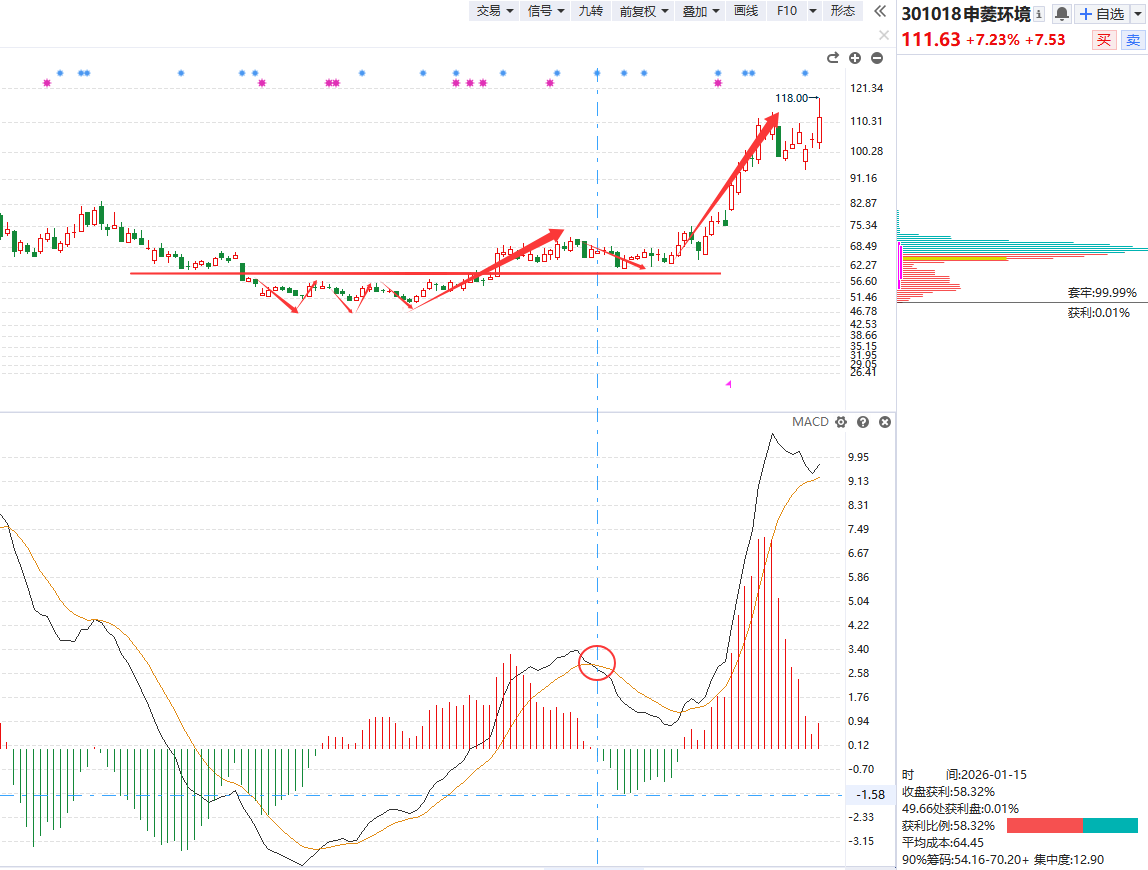 交易 信号 九转 前复权 叠加 画线 F10 形态
301018申菱环境 自选
111.63 +7.23% +7.53 买 卖
118.00
121.34
110.31
100.28
91.16
82.87
75.34
68.49
62.27
56.60
51.46
46.78
42.53
38.66
35.15
31.95
29.05
26.41
套牢:99.99%
获利:0.01%
MACD
9.95
9.13
8.31
7.49
6.67
5.86
5.04
4.22
3.40
2.58
1.76
0.94
0.12
-0.70
-1.58
-2.33
-3.15
时 间:2026-01-15
收盘获利:58.32%
49.66处获利盘:0.01%
获利比例:58.32%
平均成本:64.45
90%筹码:54.16-70.20+ 集中度:12.90